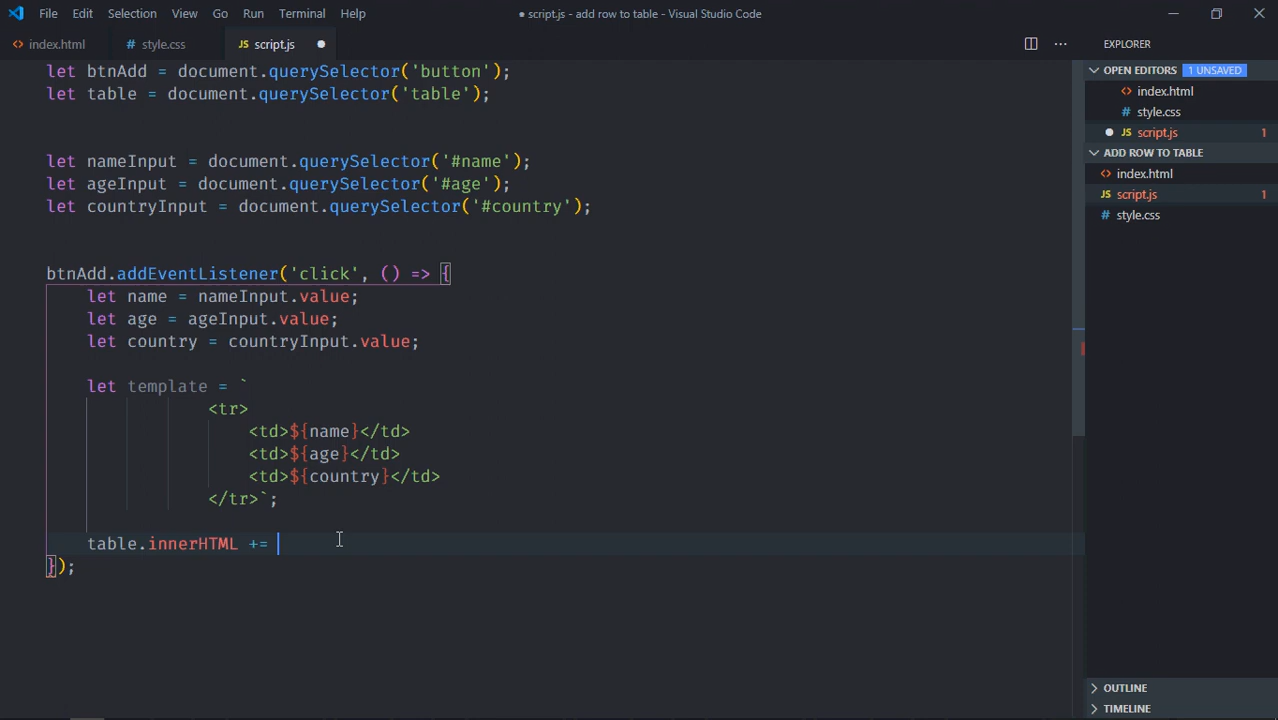 File Edit Selection View Go Run Terminal Help ● script.js - add row to table - Visual Studio Code
<> index.html # style.css JS script.js ● ···
let btnAdd = document.querySelector('button');
let table = document.querySelector('table');
let nameInput = document.querySelector('#name');
let ageInput = document.querySelector('#age');
let countryInput = document.querySelector('#country');
btnAdd.addEventListener('click', () => {
let name = nameInput.value;
let age = ageInput.value;
let country = countryInput.value;
let template = `
<tr>
<td>${name}</td>
<td>${age}</td>
<td>${country}</td>
</tr>`;
table.innerHTML +=
});
EXPLORER
OPEN EDITORS 1 UNSAVED
<> index.html
# style.css
● JS script.js 1
ADD ROW TO TABLE
<> index.html
JS script.js 1
# style.css
OUTLINE
TIMELINE